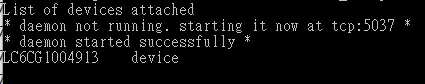 List of devices attached
* daemon not running. starting it now at tcp:5037 *
* daemon started successfully *
LC6CG1004913    device